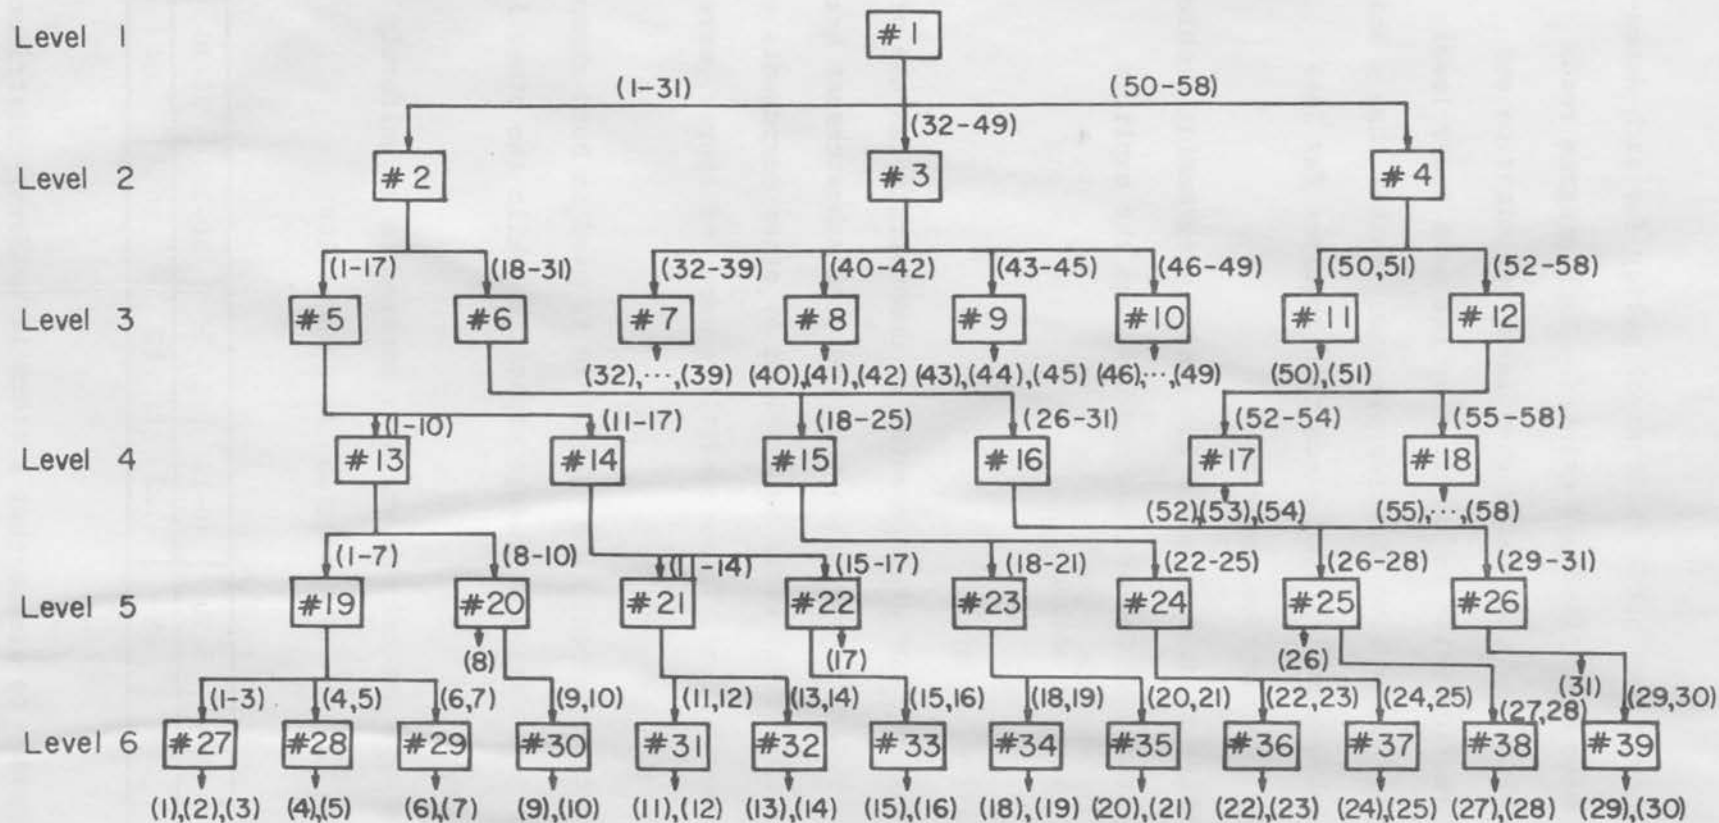 Level 1 #1
(1-31) (50-58)
(32-49)
Level 2 #2 #3 #4
(1-17) (18-31) (32-39) (40-42) (43-45) (46-49) (50,51) (52-58)
Level 3 #5 #6 #7 #8 #9 #10 #11 #12
(32),...,(39) (40),(41),(42) (43),(44),(45) (46),...,(49) (50),(51)
(1-10) (11-17) (18-25) (26-31) (52-54) (55-58)
Level 4 #13 #14 #15 #16 #17 #18
(52),(53),(54) (55),...,(58)
(1-7) (8-10) (11-14) (15-17) (18-21) (22-25) (26-28) (29-31)
Level 5 #19 #20 #21 #22 #23 #24 #25 #26
(8) (17) (26) (31)
(1-3) (4,5) (6,7) (9,10) (11,12) (13,14) (15,16) (18,19) (20,21) (22,23) (24,25) (27,28) (29,30)
Level 6 #27 #28 #29 #30 #31 #32 #33 #34 #35 #36 #37 #38 #39
(1),(2),(3) (4),(5) (6),(7) (9),(10) (11),(12) (13),(14) (15),(16) (18),(19) (20),(21) (22),(23) (24),(25) (27),(28) (29),(30)